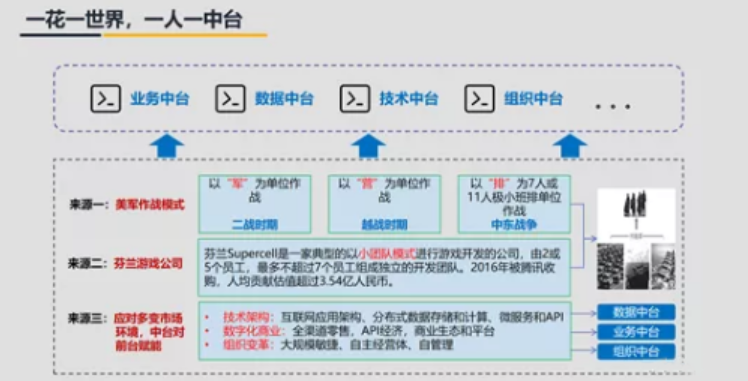 一花一世界，一人一中台
业务中台 数据中台 技术中台 组织中台 ...
来源一：美军作战模式
以“军”为单位作
战
二战时期
以“营”为单位作
战
越战时期
以“排”为7人或
11人极小班排单位
作战
中东战争
来源二：芬兰游戏公司
芬兰Supercell是一家典型的以小团队模式进行游戏开发的公司，由2或
5个员工，最多不超过7个员工组成独立的开发团队。2016年被腾讯收
购，人均贡献估值超过3.54亿人民币。
来源三：应对多变市场
环境，中台对
前台赋能
• 技术架构：互联网应用架构、分布式数据存储和计算、微服务和API
• 数字化商业：全渠道零售，API经济，商业生态和平台
• 组织变革：大规模敏捷、自主经营体、自管理
数据中台
业务中台
组织中台